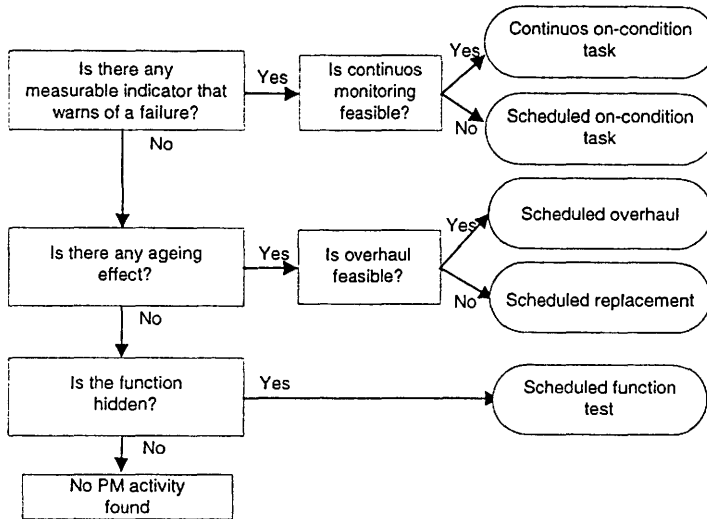 Is there any
measurable indicator that
warns of a failure?
Yes
Is continuos
monitoring
feasible?
Yes
Continuos on-condition
task
No
Scheduled on-condition
task
No
Is there any ageing
effect?
Yes
Is overhaul
feasible?
Yes
Scheduled overhaul
No
Scheduled replacement
No
Is the function
hidden?
Yes
Scheduled function
test
No
No PM activity
found